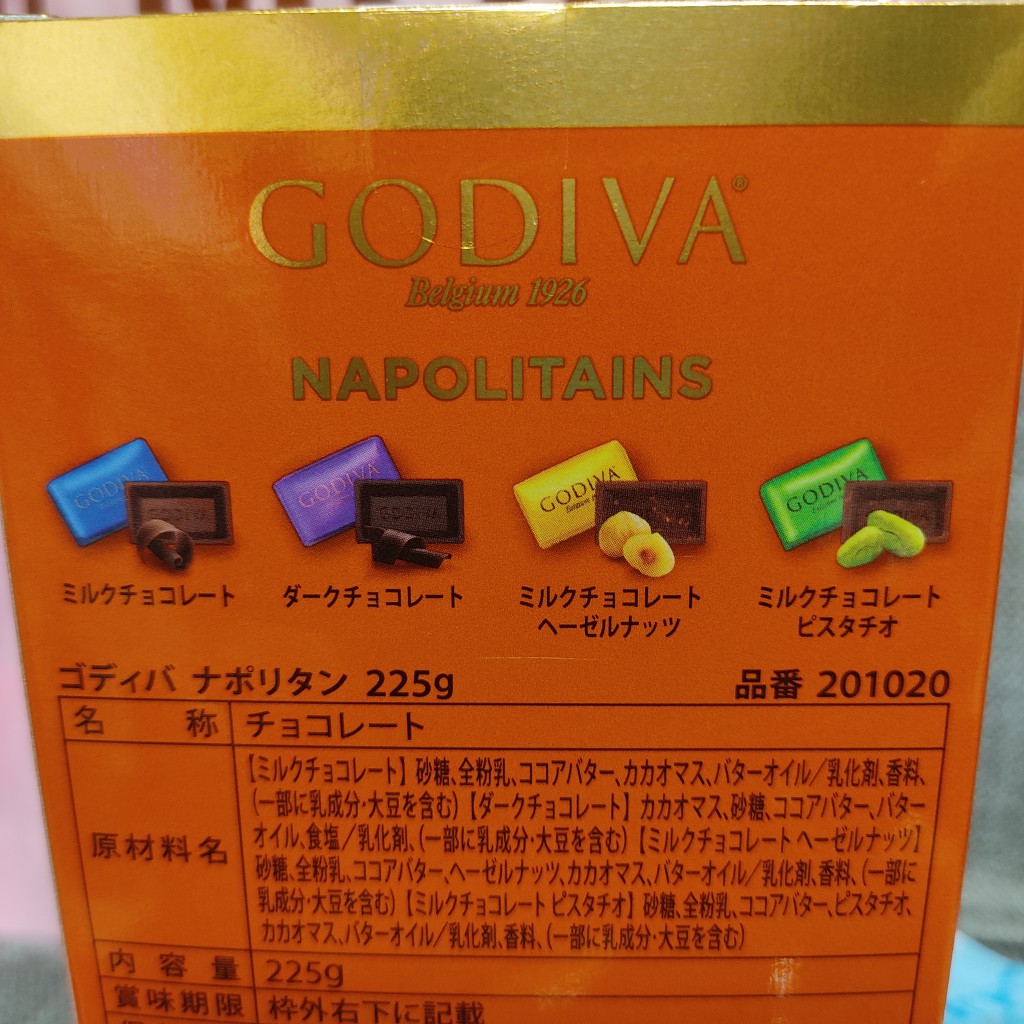 GODIVA®
Belgium 1926
NAPOLITAINS
GODIVA GODIVA GODIVA GODIVA GODIVA
ミルクチョコレート ダークチョコレート ミルクチョコレート ヘーゼルナッツ ミルクチョコレート ピスタチオ
ゴディバ ナポリタン 225g 品番 201020
名称 チョコレート
原材料名
【ミルクチョコレート】砂糖、全粉乳、ココアバター、カカオマス、バターオイル／乳化剤、香料、
(一部に乳成分・大豆を含む)【ダークチョコレート】カカオマス、砂糖、ココアバター、バター
オイル、食塩／乳化剤、(一部に乳成分・大豆を含む)【ミルクチョコレート ヘーゼルナッツ】
砂糖、全粉乳、ココアバター、ヘーゼルナッツ、カカオマス、バターオイル／乳化剤、香料、(一部に
乳成分・大豆を含む)【ミルクチョコレート ピスタチオ】砂糖、全粉乳、ココアバター、ピスタチオ、
カカオマス、バターオイル／乳化剤、香料、(一部に乳成分・大豆を含む)
内容量 225g
賞味期限 枠外右下に記載